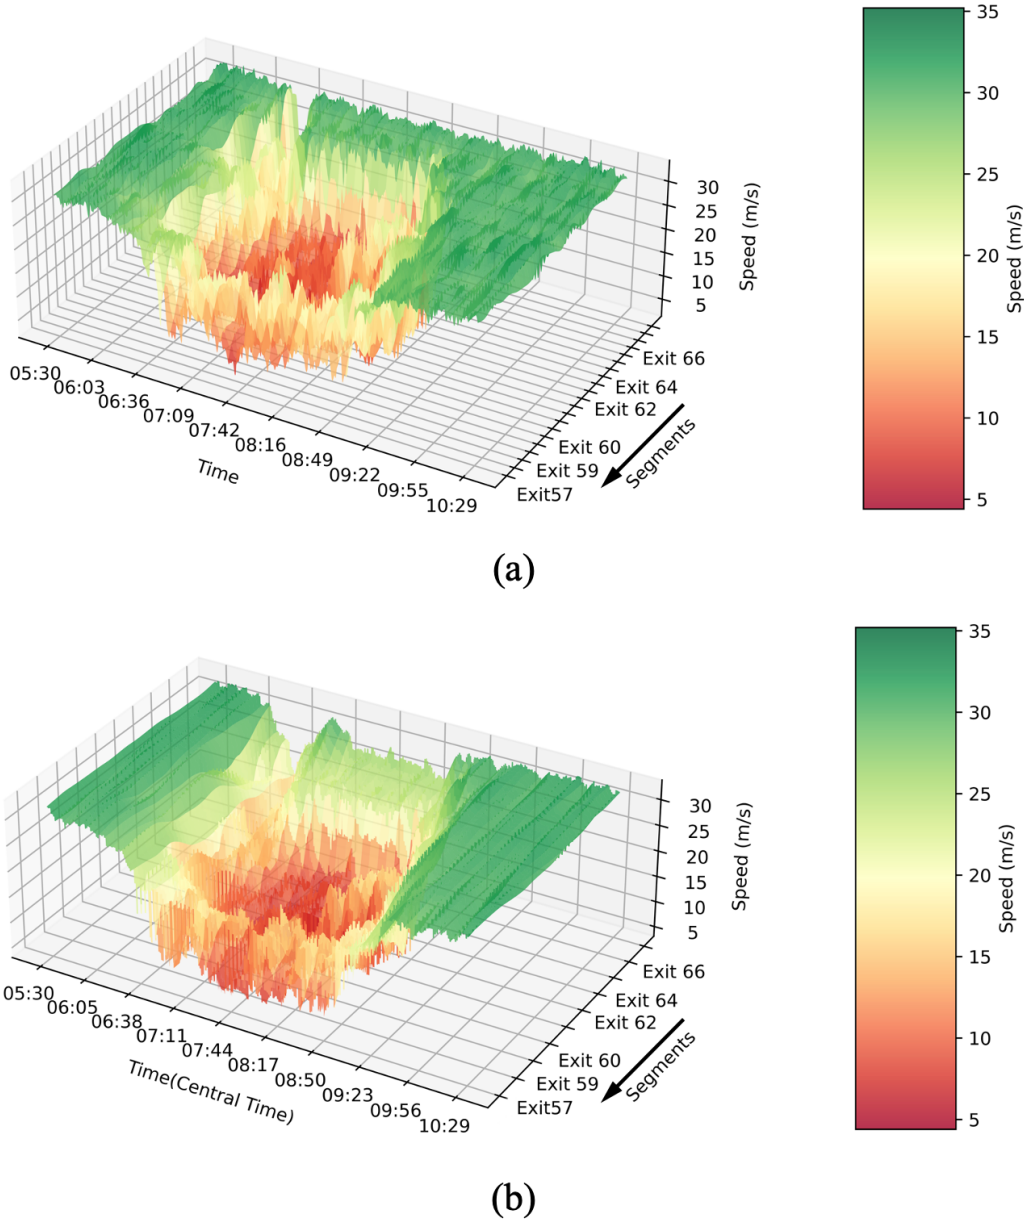 35
30
25
20
15
10
5
Speed (m/s)
30
25
20
15
10
5
Speed (m/s)
Exit 66
Exit 64
Exit 62
Exit 60
Exit 59
Exit57
Segments
05:30
06:03
06:36
07:09
07:42
08:16
08:49
09:22
09:55
10:29
Time
(a)
35
30
25
20
15
10
5
Speed (m/s)
30
25
20
15
10
5
Speed (m/s)
Exit 66
Exit 64
Exit 62
Exit 60
Exit 59
Exit57
Segments
05:30
06:05
06:38
07:11
07:44
08:17
08:50
09:23
09:56
10:29
Time(Central Time)
(b)